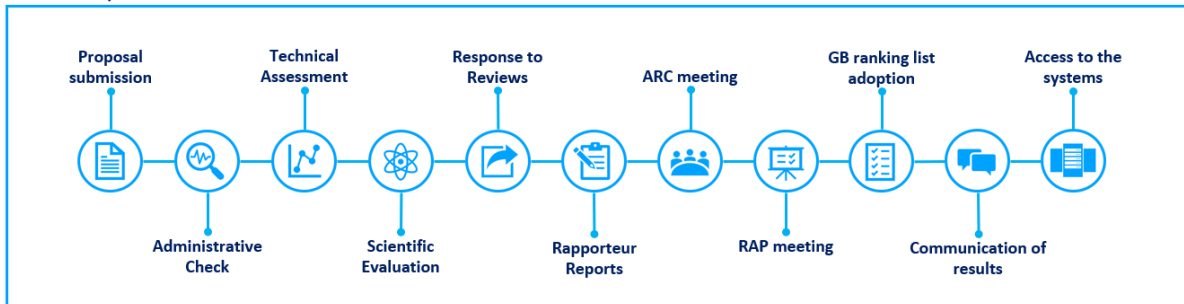 Proposal
submission
Administrative
Check
Technical
Assessment
Scientific
Evaluation
Response to
Reviews
Rapporteur
Reports
ARC meeting
RAP meeting
GB ranking list
adoption
Communication of
results
Access to the
systems